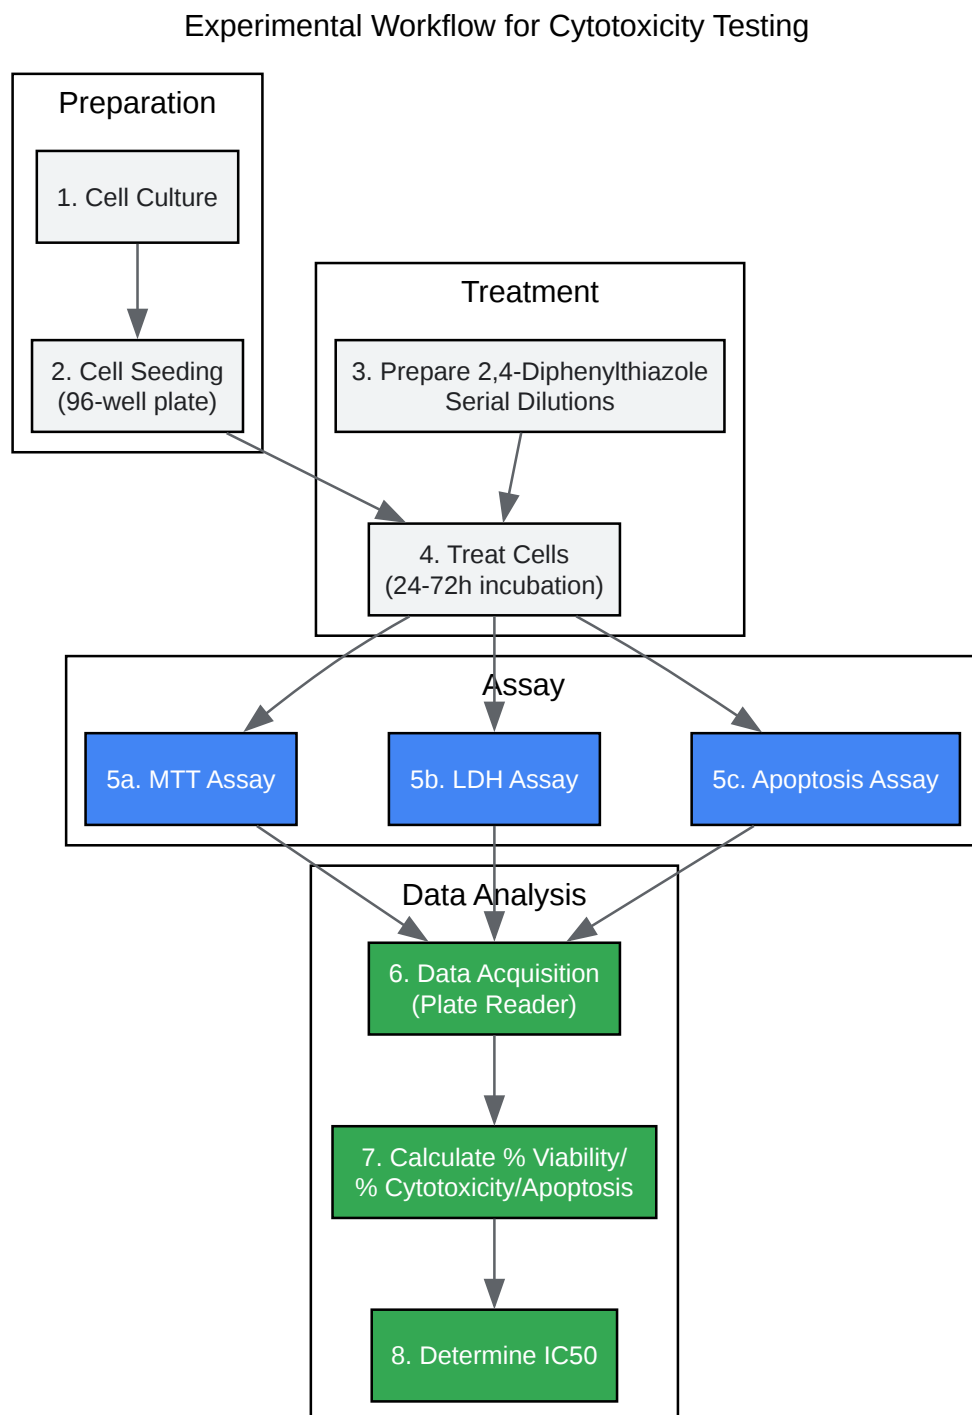 Experimental Workflow for Cytotoxicity Testing
Preparation
1. Cell Culture
2. Cell Seeding
(96-well plate)
Treatment
3. Prepare 2,4-Diphenylthiazole
Serial Dilutions
4. Treat Cells
(24-72h incubation)
Assay
5a. MTT Assay
5b. LDH Assay
5c. Apoptosis Assay
Data Analysis
6. Data Acquisition
(Plate Reader)
7. Calculate % Viability/
% Cytotoxicity/Apoptosis
8. Determine IC50